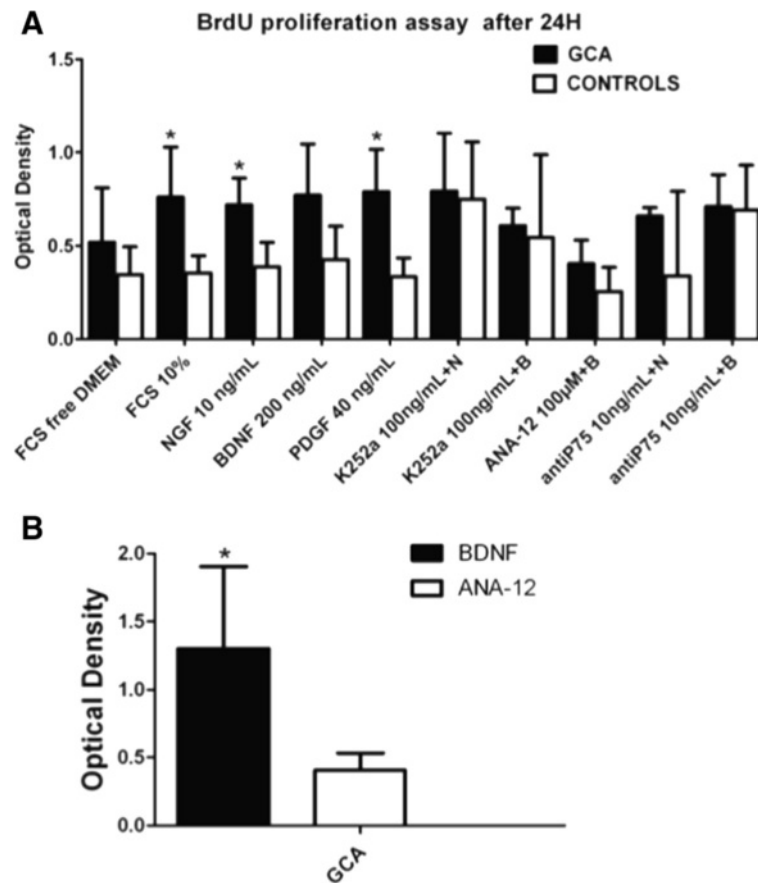 A
BrdU proliferation assay after 24H
GCA
CONTROLS
Optical Density
1.5
1.0
0.5
0.0
FCS free DMEM
FCS 10%
NGF 10 ng/mL
BDNF 200 ng/mL
PDGF 40 ng/mL
K252a 100ng/mL+N
K252a 100ng/mL+B
ANA-12 100µM+B
antiP75 10ng/mL+N
antiP75 10ng/mL+B
*
*
*
B
BDNF
ANA-12
Optical Density
2.0
1.5
1.0
0.5
0.0
*
GCA